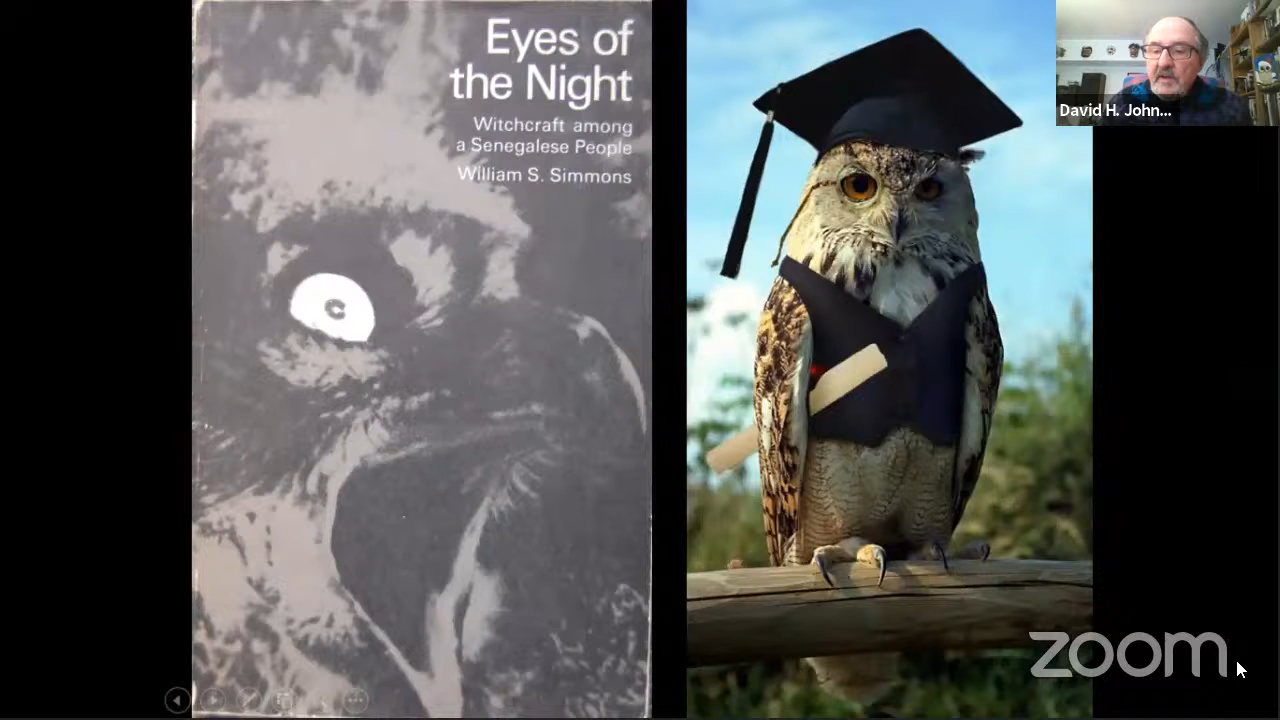 Eyes of
the Night
Witchcraft among
a Senegalese People
William S. Simmons
David H. John...
zoom